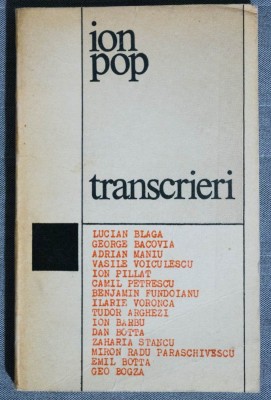 ion
pop
transcrieri
LUCIAN BLAGA
GEORGE BACOVIA
ADRIAN MANIU
VASILE VOICULESCU
ION PILLAT
CAMIL PETRESCU
BENJAMIN FUNDOIANU
ILARIE VORONCA
TUDOR ARGHEZI
ION BARBU
DAN BOTTA
ZAHARIA STANCU
MIRON RADU PARASCHIVESCU
EMIL BOTTA
GEO BOGZA